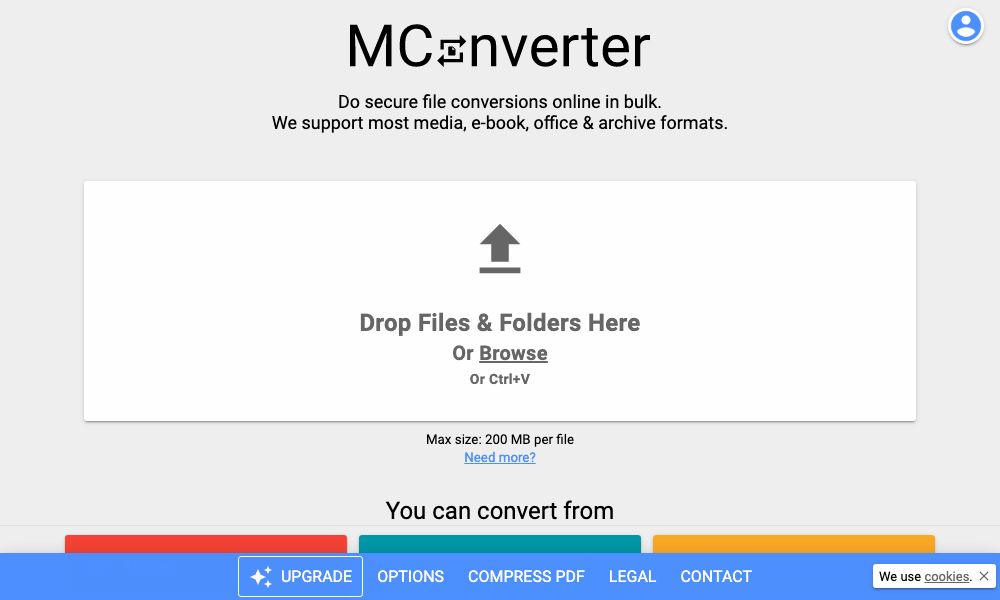 MConverter
Do secure file conversions online in bulk.
We support most media, e-book, office & archive formats.
Drop Files & Folders Here
Or Browse
Or Ctrl+V
Max size: 200 MB per file
Need more?
You can convert from
UPGRADE OPTIONS COMPRESS PDF LEGAL CONTACT
We use cookies.